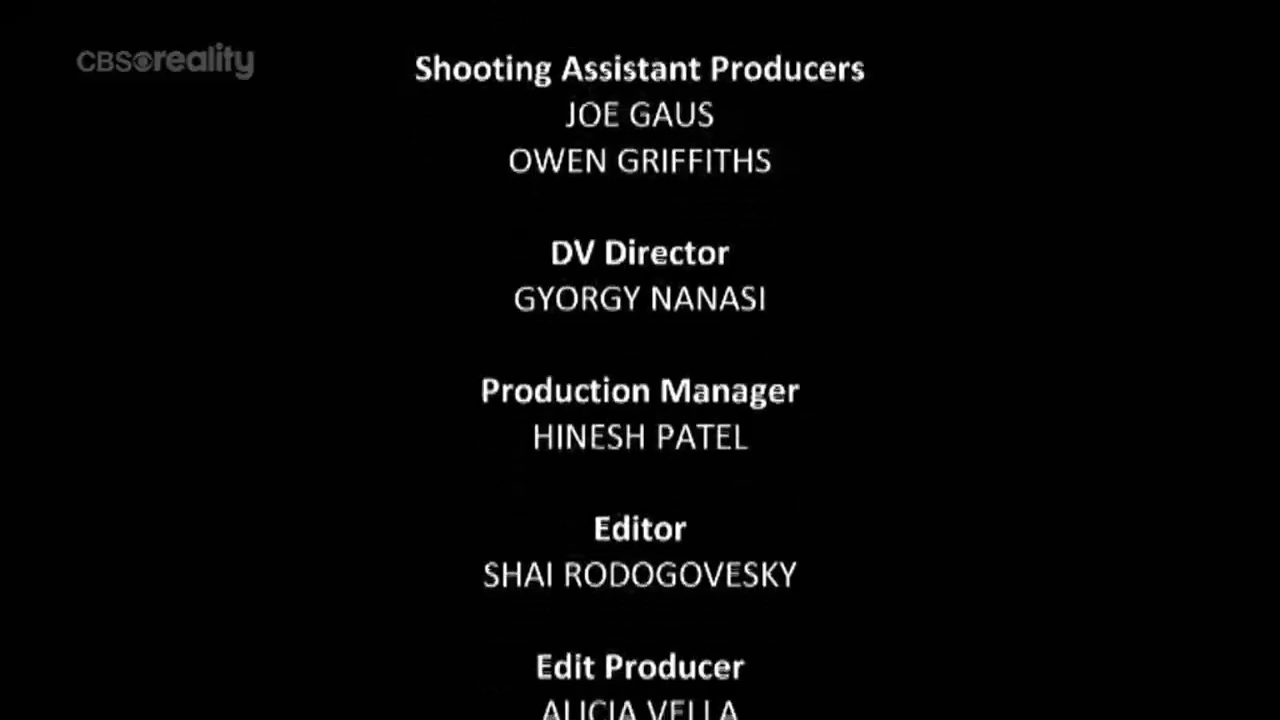 CBS reality
Shooting Assistant Producers
JOE GAUS
OWEN GRIFFITHS
DV Director
GYORGY NANASI
Production Manager
HINESH PATEL
Editor
SHAI RODOGOVESKY
Edit Producer
ALICIA VELLA